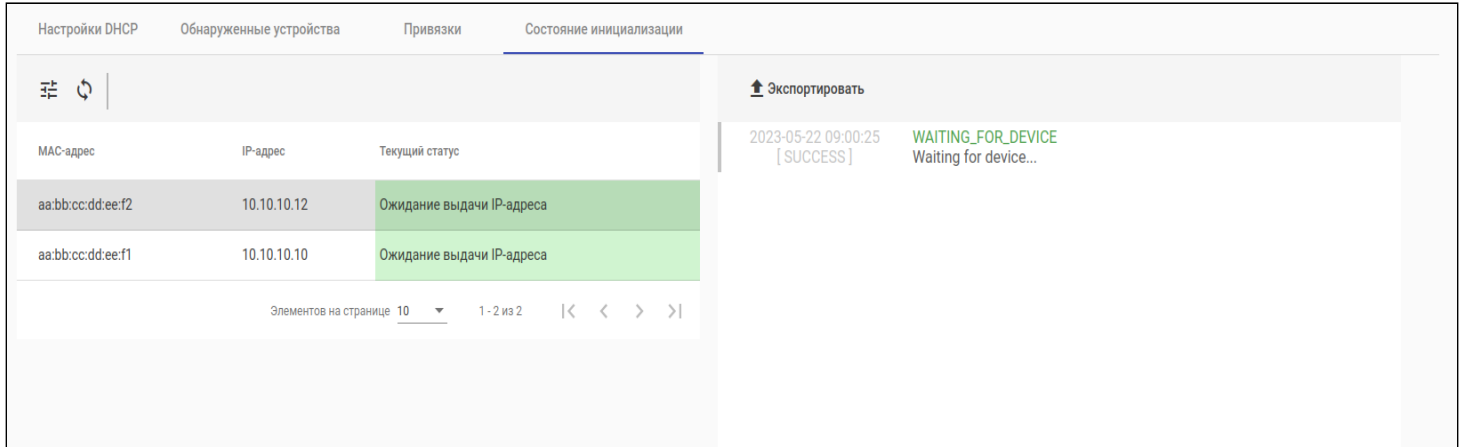 Настройки DHCP Обнаруженные устройства Привязки Состояние инициализации
Экспортировать
MAC-адрес IP-адрес Текущий статус
aa:bb:cc:dd:ee:f2 10.10.10.12 Ожидание выдачи IP-адреса
aa:bb:cc:dd:ee:f1 10.10.10.10 Ожидание выдачи IP-адреса
Элементов на странице 10 1 - 2 из 2
2023-05-22 09:00:25 WAITING_FOR_DEVICE
[ SUCCESS ] Waiting for device...